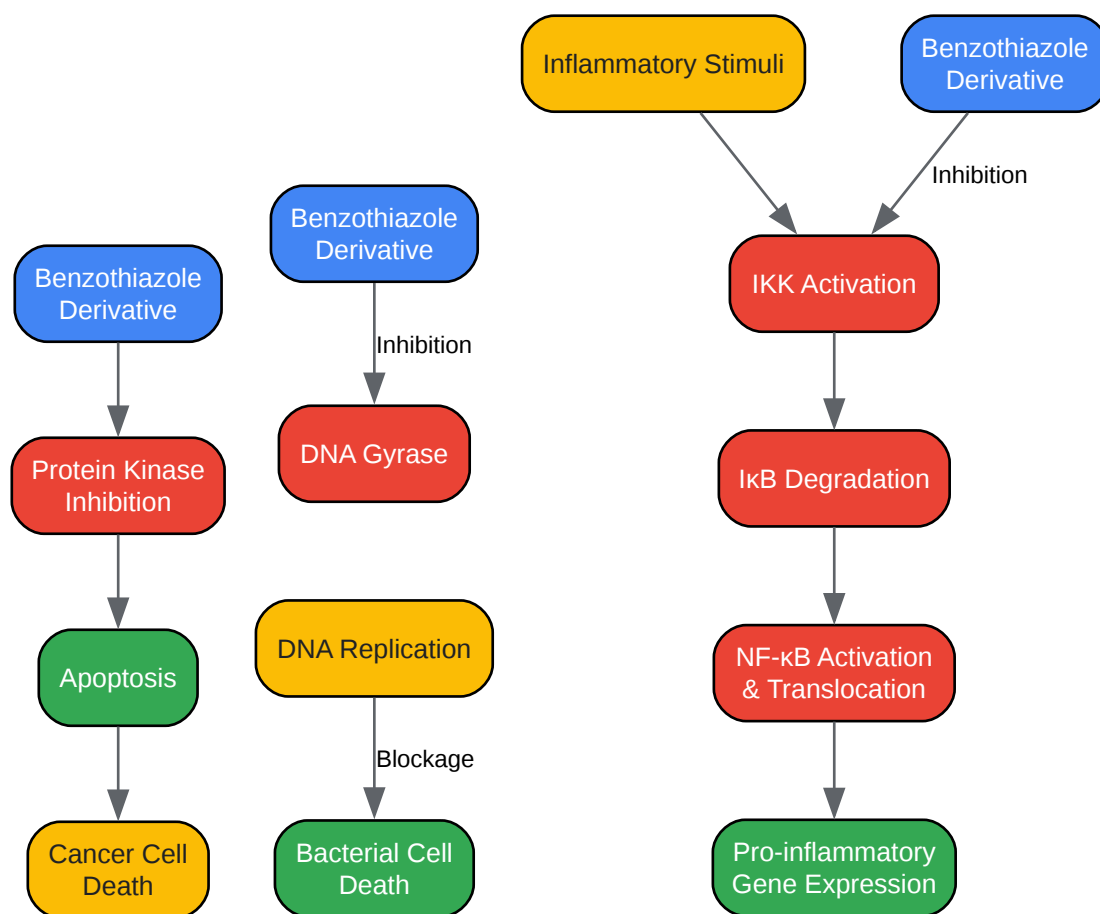 Benzothiazole
Derivative
Protein Kinase
Inhibition
Apoptosis
Cancer Cell
Death
Benzothiazole
Derivative
Inhibition
DNA Gyrase
DNA Replication
Blockage
Bacterial Cell
Death
Inflammatory Stimuli
Benzothiazole
Derivative
Inhibition
IKK Activation
IκB Degradation
NF-κB Activation
& Translocation
Pro-inflammatory
Gene Expression